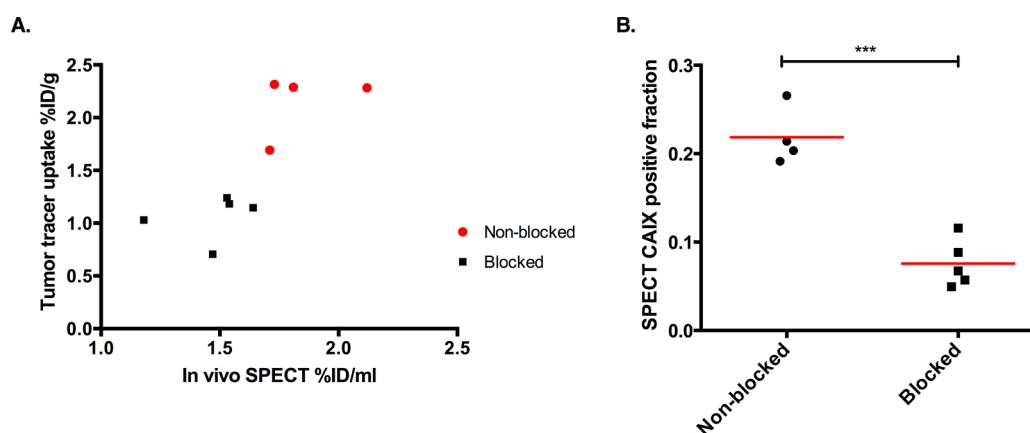 A.
Tumor tracer uptake %ID/g
2.5
2.0
1.5
1.0
0.5
0.0
1.0
1.5
2.0
2.5
In vivo SPECT %ID/ml
Non-blocked
Blocked
B.
***
SPECT CAIX positive fraction
0.3
0.2
0.1
0.0
Non-blocked
Blocked